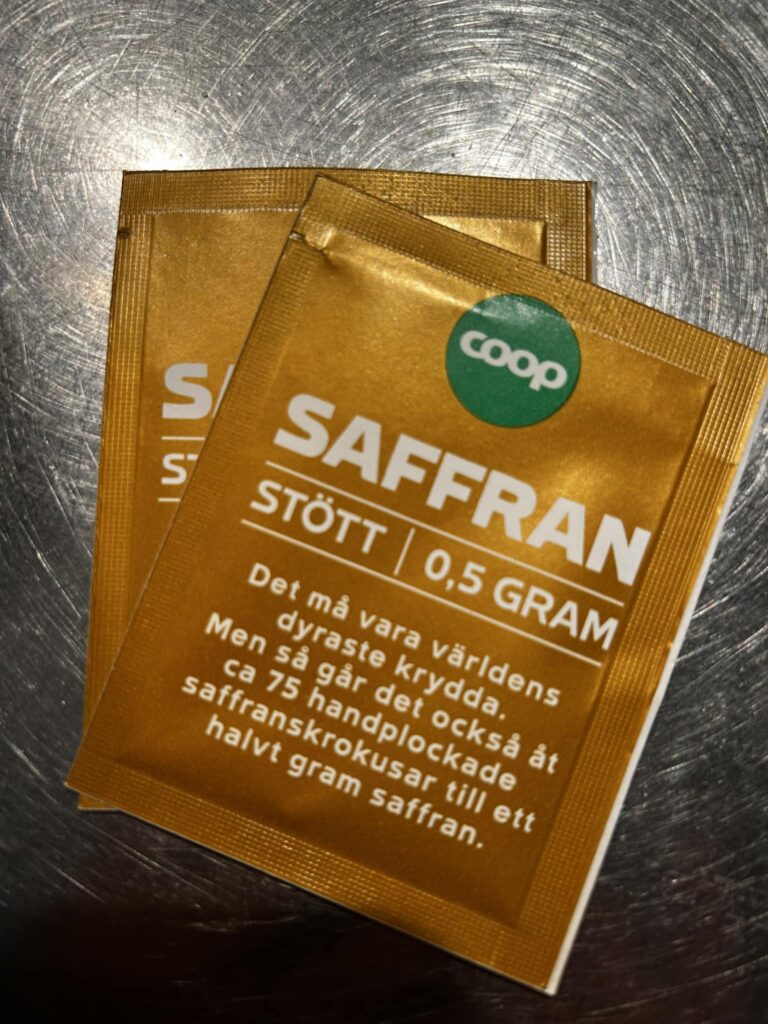 coop
SAFFRAN
STÖTT | 0,5 GRAM
Det må vara världens
dyraste krydda.
Men så går det också åt
ca 75 handplockade
saffranskrokusar till ett
halvt gram saffran.